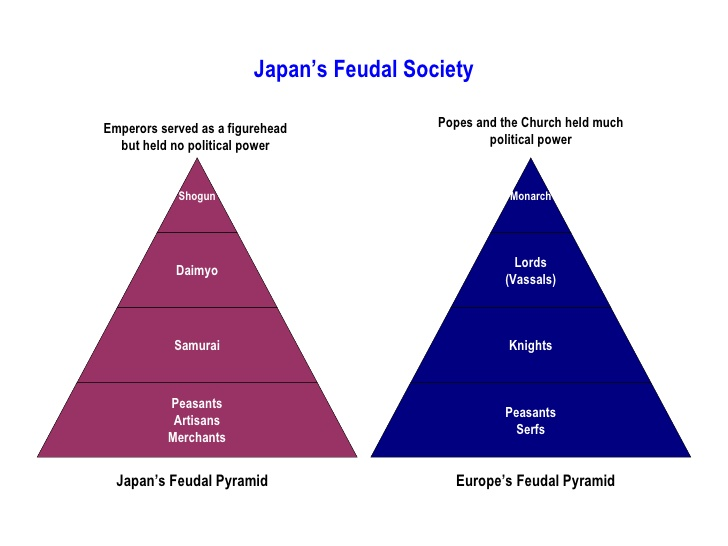 Japan’s Feudal Society
Emperors served as a figurehead
but held no political power
Shogun
Daimyo
Samurai
Peasants
Artisans
Merchants
Japan’s Feudal Pyramid
Popes and the Church held much
political power
Monarch
Lords
(Vassals)
Knights
Peasants
Serfs
Europe’s Feudal Pyramid